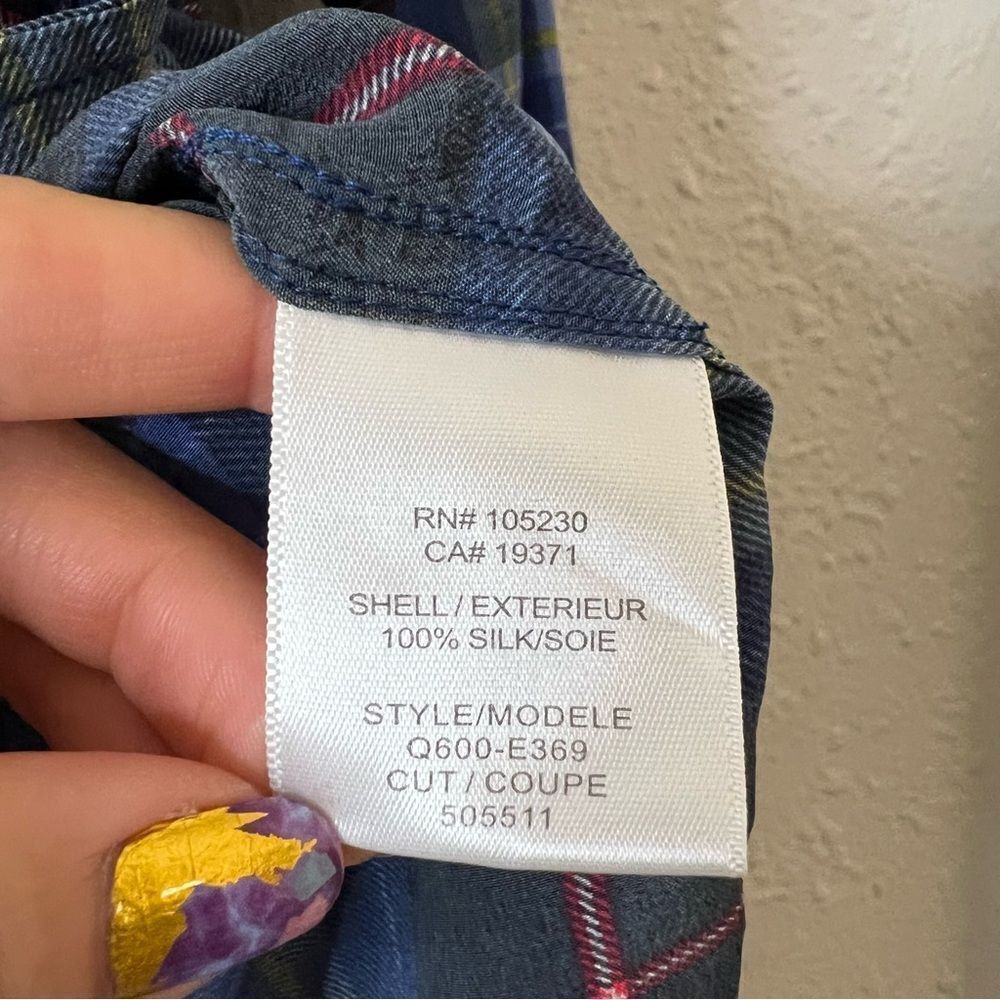 RN# 105230
CA# 19371
SHELL / EXTERIEUR
100% SILK/SOIE
STYLE/MODELE
Q600-E369
CUT / COUPE
505511